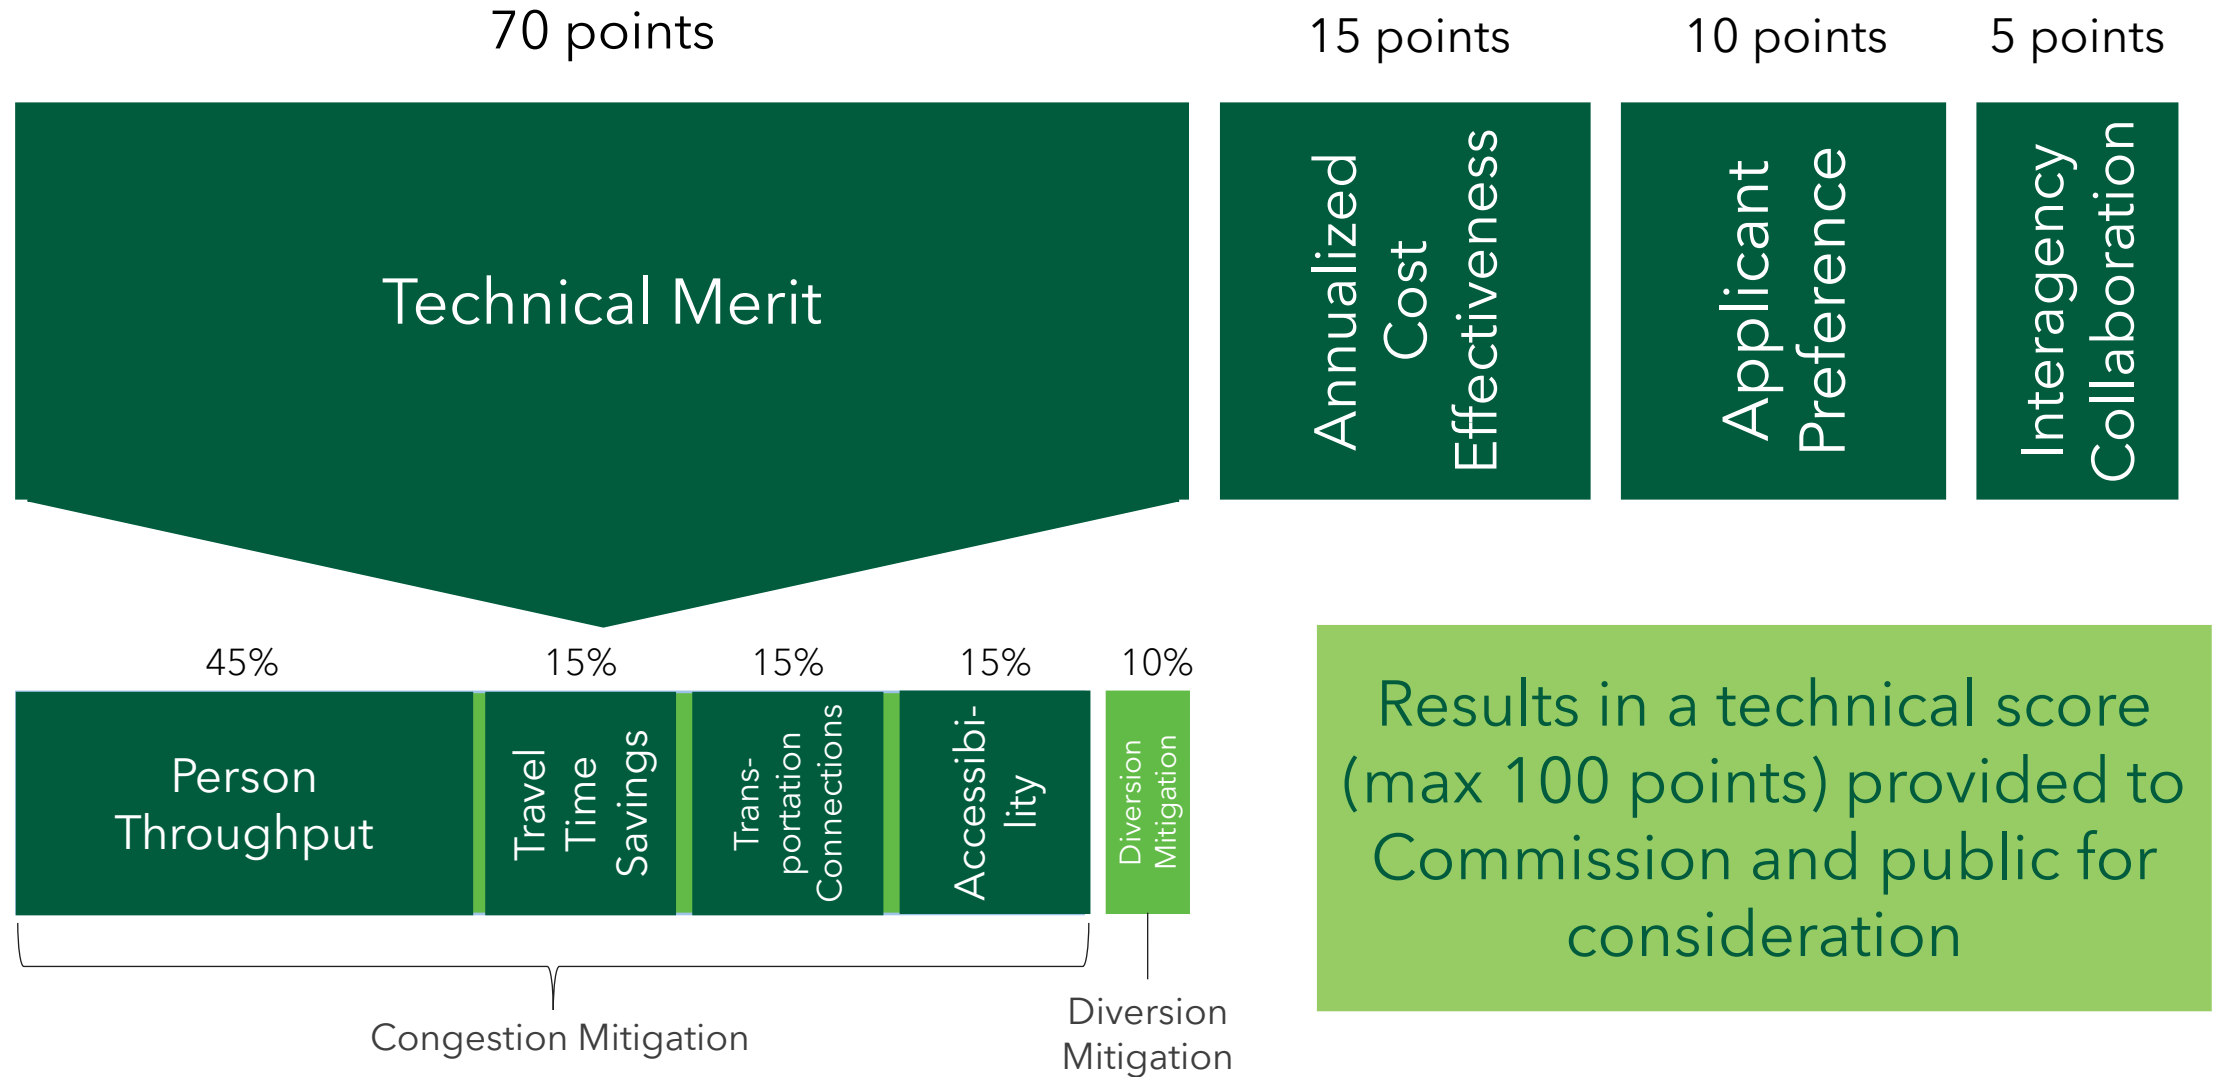 70 points
15 points
10 points
5 points
Technical Merit
Annualized
Cost
Effectiveness
Applicant
Preference
Interagency
Collaboration
45%
15%
15%
15%
10%
Person
Throughput
Travel
Time
Savings
Trans-
portation
Connections
Accessibi-
lity
Diversion
Mitigation
Congestion Mitigation
Diversion
Mitigation
Results in a technical score
(max 100 points) provided to
Commission and public for
consideration